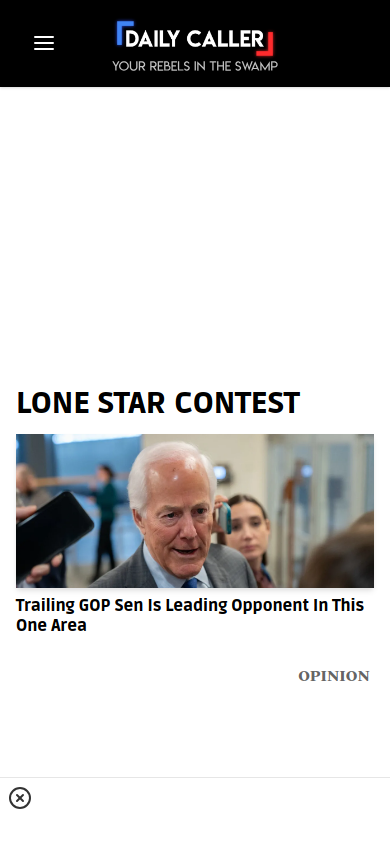 DAILY CALLER
YOUR REBELS IN THE SWAMP
LONE STAR CONTEST
Trailing GOP Sen Is Leading Opponent In This
One Area
OPINION